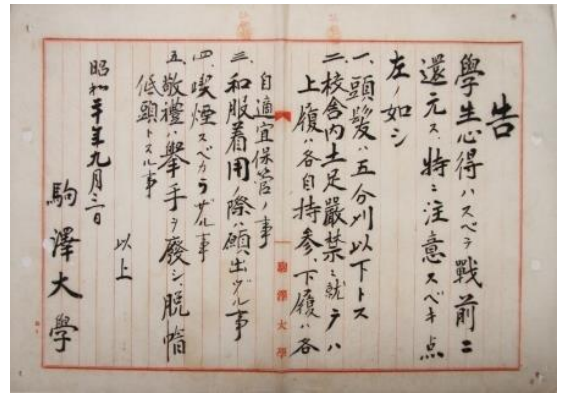 告
學生心得ハスベテ戰前ニ
還元ス、特ニ注意スベキ点
左ノ如シ
一、頭髪ハ五分刈以下トス
二、校舎内土足嚴禁ニ就テハ
上履ハ各自持参、下履ハ各
自適宜保管ノ事
三、和服着用ノ際ハ願出ヅル事
四、喫煙スベカラザル事
五、敬禮ハ擧手ヲ廢シ、脱帽
低頭トスル事
以上
昭和二十年九月三日
駒澤大學
駒澤大學